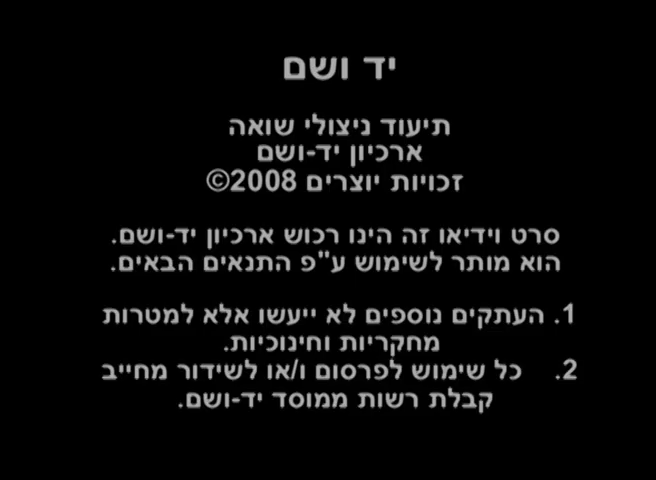 יד ושם
תיעוד ניצולי שואה
ארכיון יד-ושם
זכויות יוצרים 2008©
סרט וידיאו זה הינו רכוש ארכיון יד-ושם.
הוא מותר לשימוש ע"פ התנאים הבאים.
1. העתקים נוספים לא ייעשו אלא למטרות
מחקריות וחינוכיות.
2. כל שימוש לפרסום ו/או לשידור מחייב
קבלת רשות ממוסד יד-ושם.